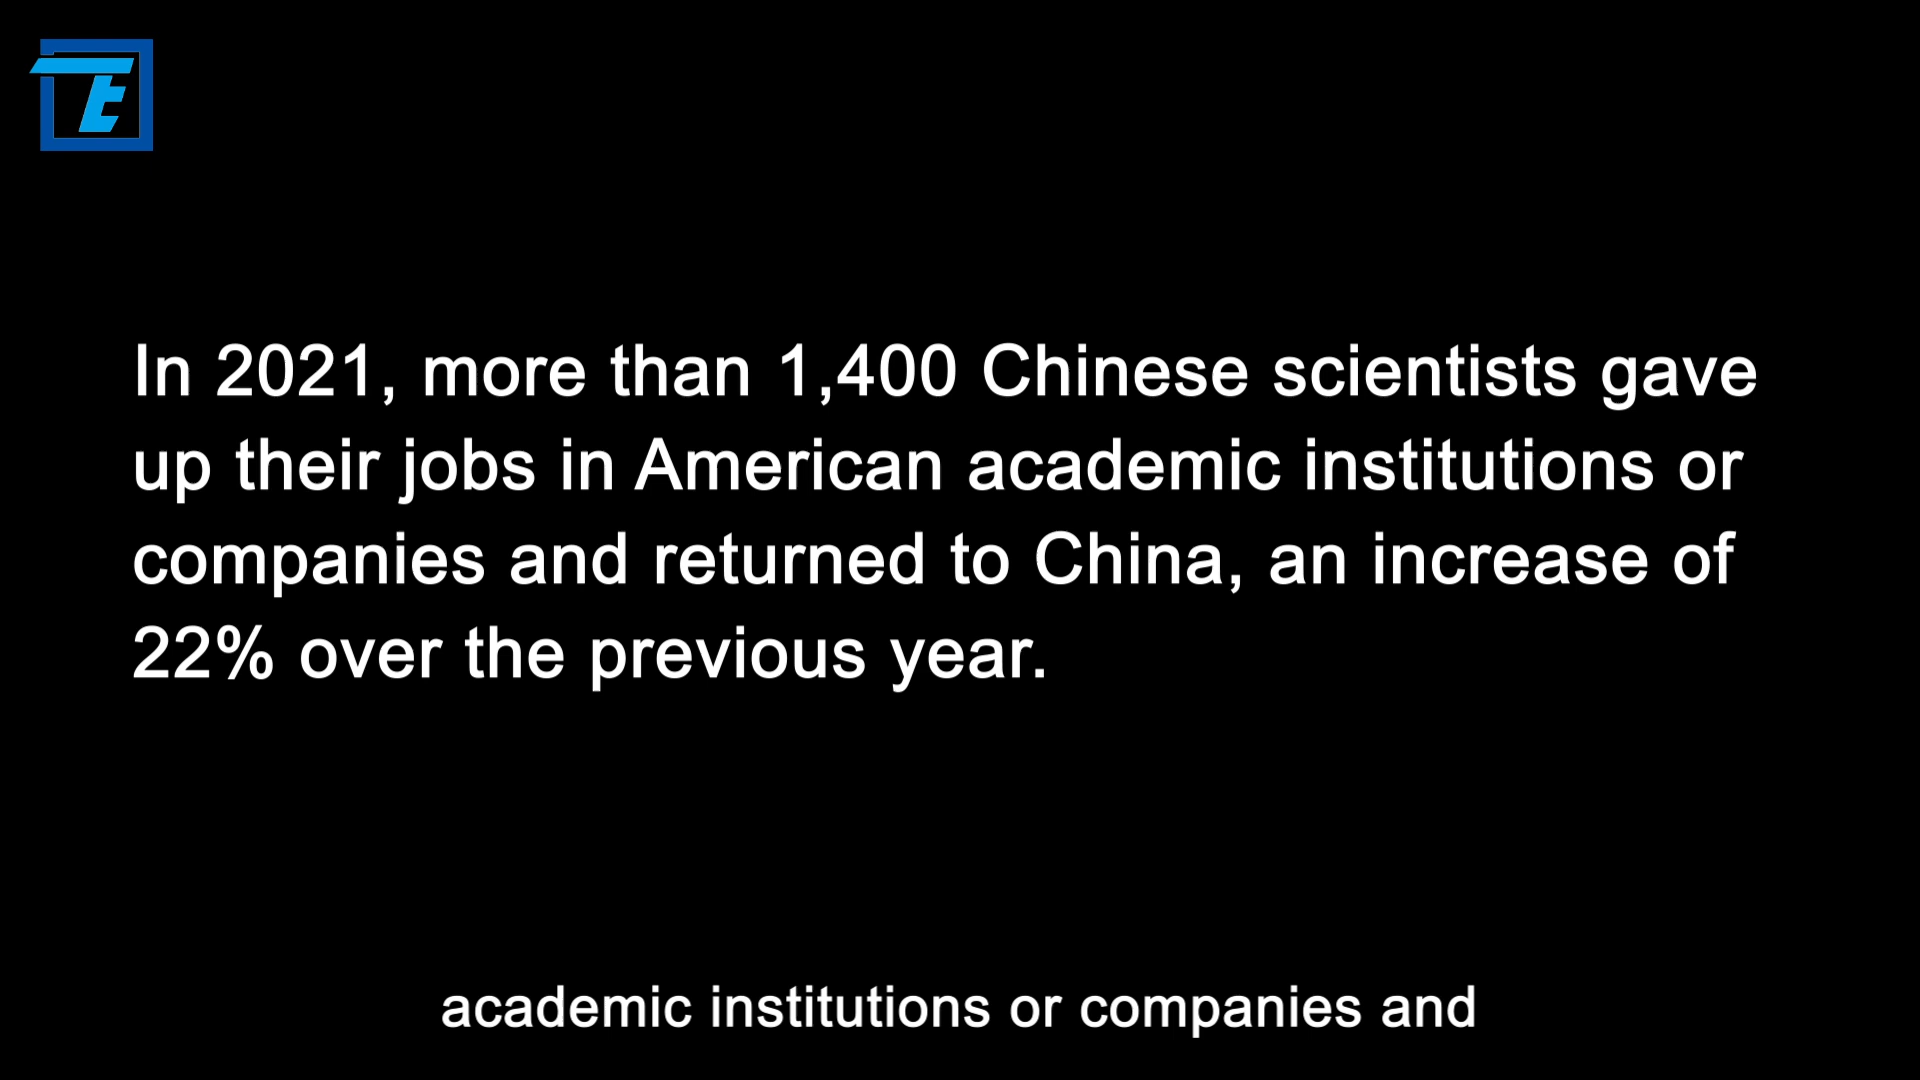 In 2021, more than 1,400 Chinese scientists gave
up their jobs in American academic institutions or
companies and returned to China, an increase of
22% over the previous year.
academic institutions or companies and